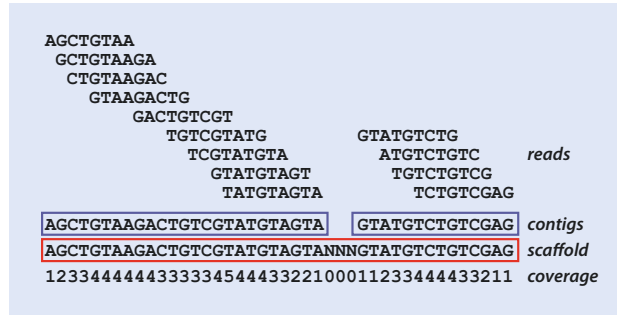 AGCTGTAA
GCTGTAAGA
CTGTAAGAC
GTAAGACTG
GACTGTCGT
TGTCGTATG GTATGTCTG
TCGTATGTA ATGTCTGTC reads
GTATGTAGT TGTCTGTCG
TATGTAGTA TCTGTCGAG
AGCTGTAAGACTGTCGTATGTAGTA GTATGTCTGTCGAG contigs
AGCTGTAAGACTGTCGTATGTAGTANNNGTATGTCTGTCGAG scaffold
123344444433333454443322100011233444433211 coverage